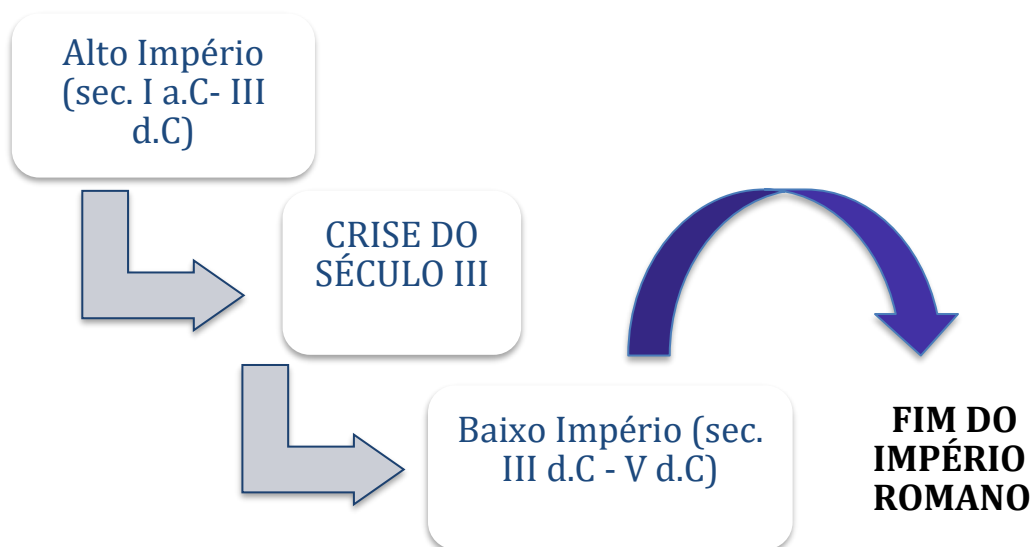 Alto Império
(sec. I a.C- III
d.C)
CRISE DO
SÉCULO III
Baixo Império (sec.
III d.C - V d.C)
FIM DO
IMPÉRIO
ROMANO